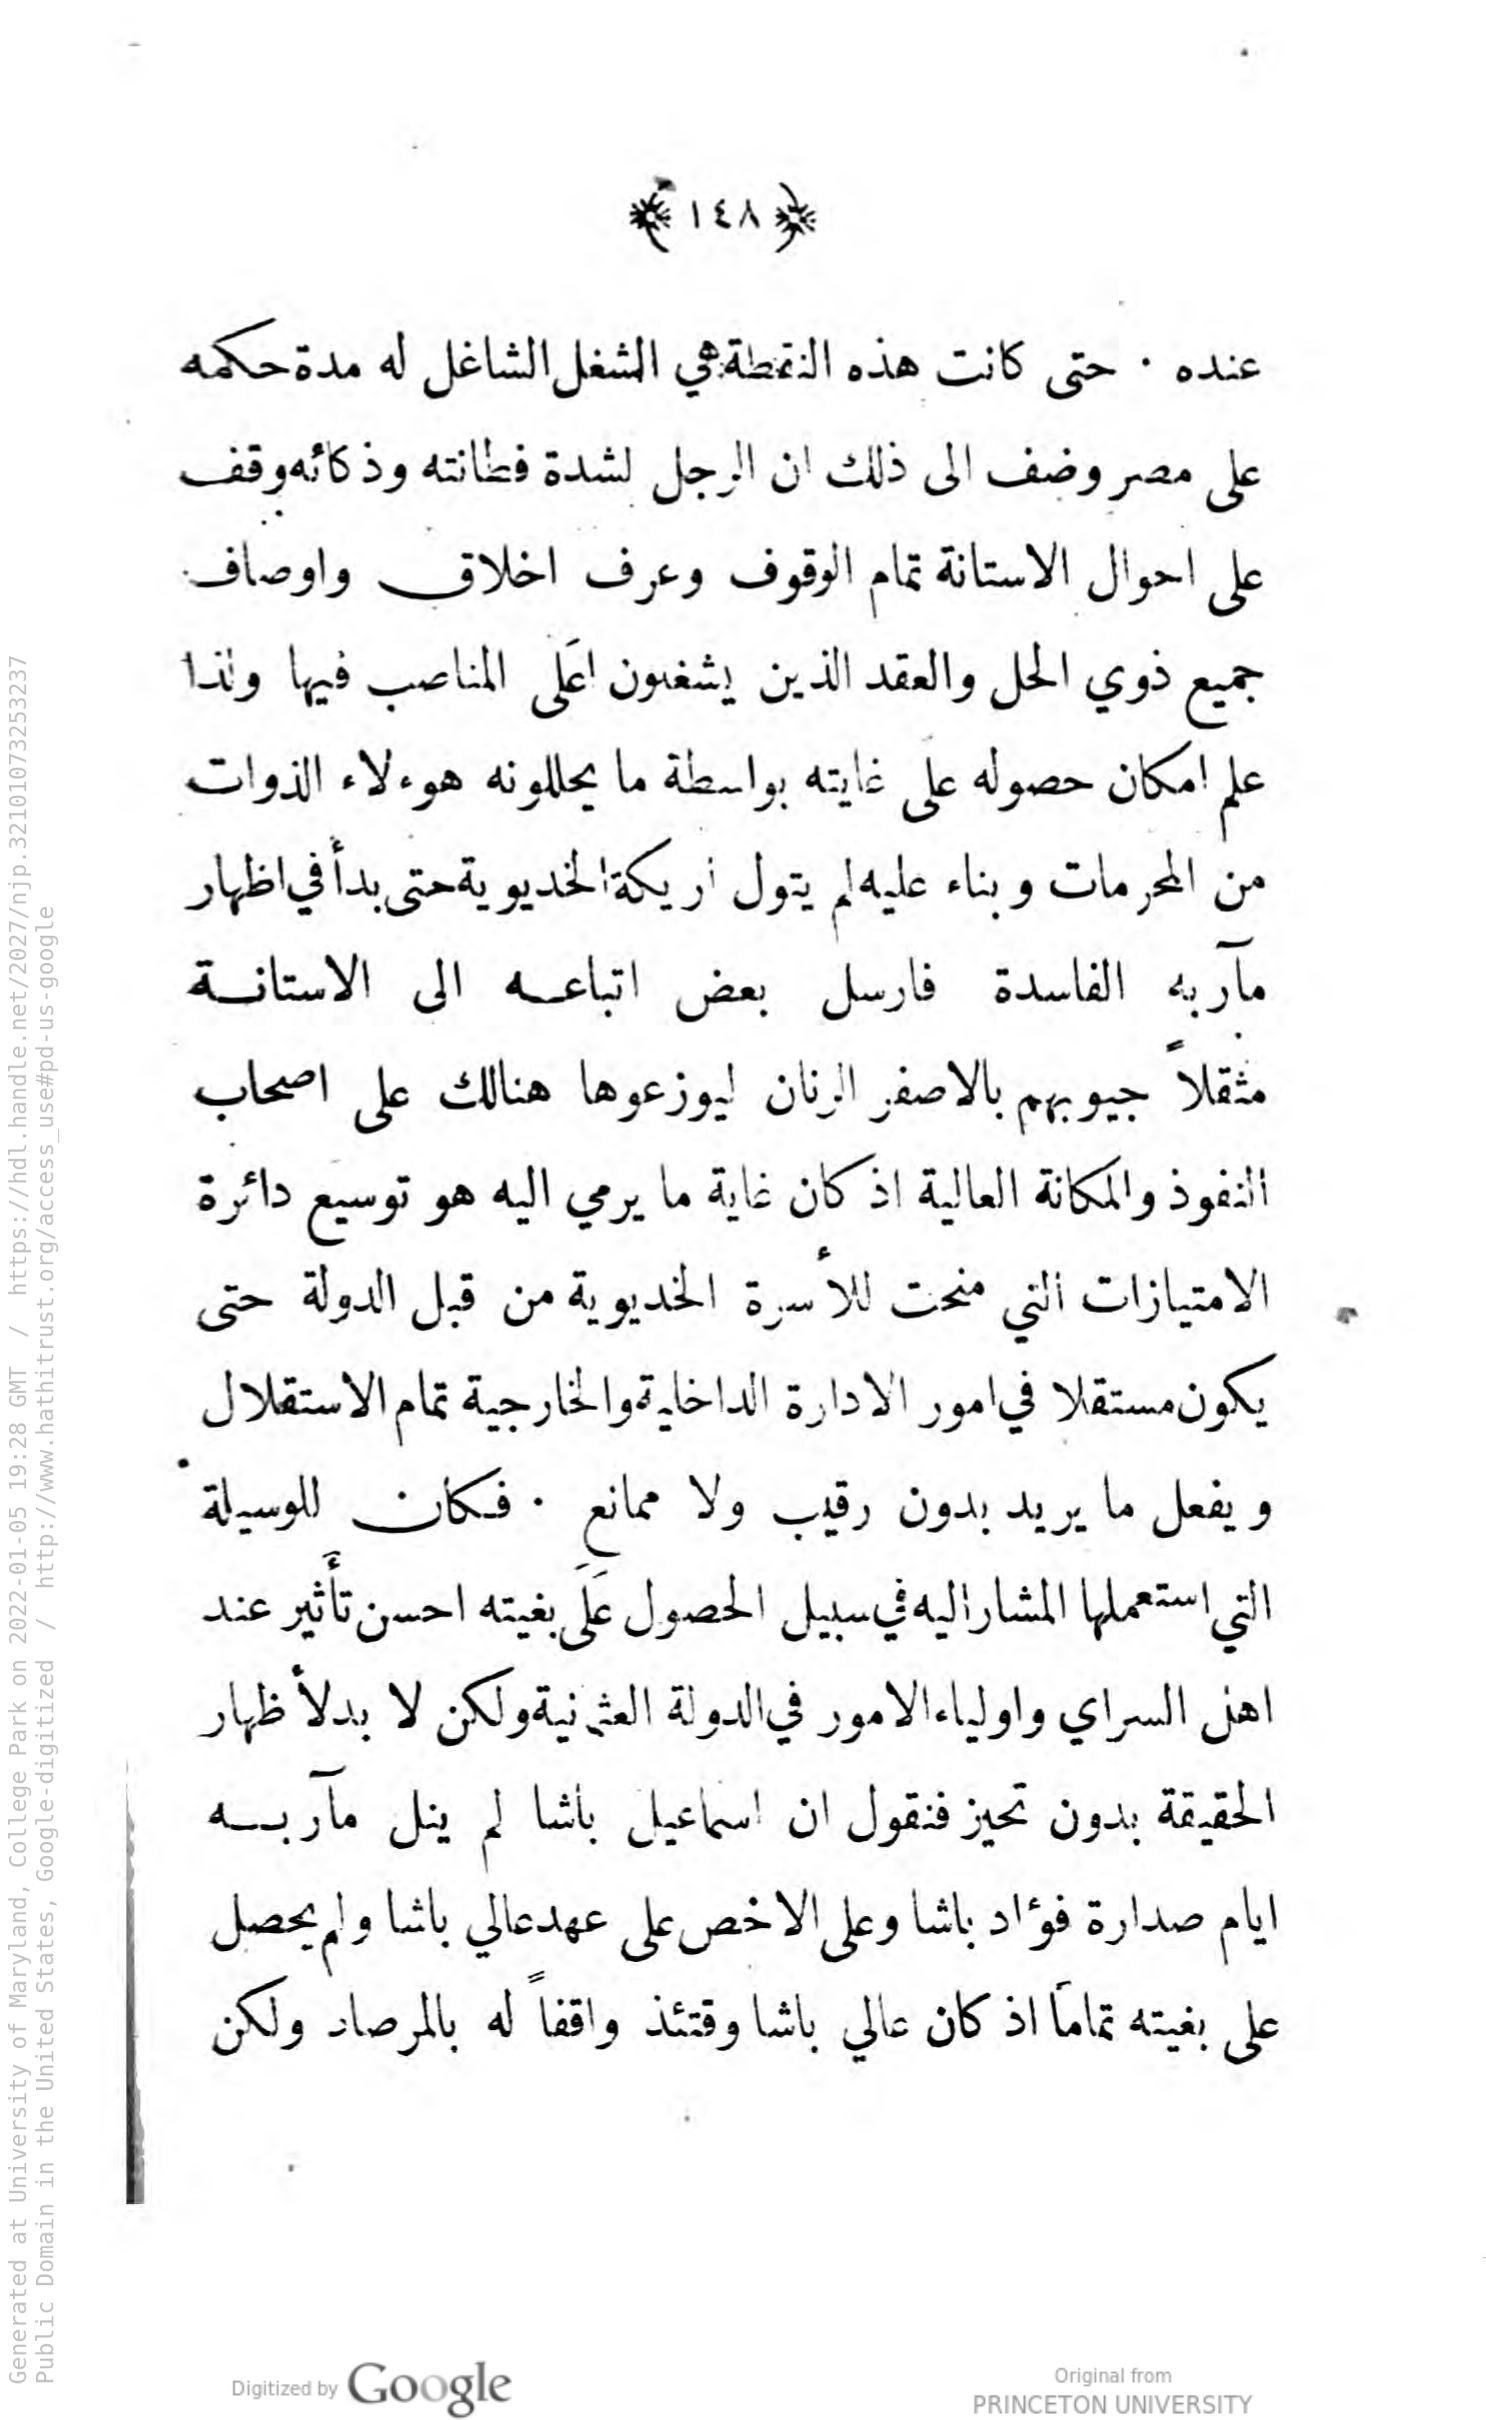 ﴿ ١٤٨ ﴾
عنده . حتى كانت هذه النقطة هي الشغل الشاغل له مدة حكمه
على مصر وضف الى ذلك ان الرجل لشدة فطانته وذكائه وقف
على احوال الاستانة تمام الوقوف وعرف اخلاق واوصاف
جميع ذوي الحل والعقد الذين يشغلون اعلى المناصب فيها ولذا
علم امكان حصوله على غايته بواسطة ما يحللونه هوءلاء الذوات
من المحرمات وبناء عليه لم يتول أريكة الخديوية حتى بدأ في اظهار
مآربه الفاسدة فارسل بعض اتباعه الى الاستانة
مثقلاً جيوبهم بالاصفر الرنان ليوزعوها هنالك على اصحاب
النفوذ والمكانة العالية اذ كان غاية ما يرمي اليه هو توسيع دائرة
الامتيازات التي منحت للأسرة الخديوية من قبل الدولة حتى
يكون مستقلا في امور الادارة الداخلية والخارجية تمام الاستقلال
ويفعل ما يريد بدون رقيب ولا ممانع . فكان للوسيلة
التي استعملها المشار اليه في سبيل الحصول عَلَى بغيته احسن تأثير عند
اهل السراي واولياء الامور في الدولة العثمانية ولكن لا بد لأظهار
الحقيقة بدون تحيز فنقول ان اسماعيل باشا لم ينل مآربه
ايام صدارة فؤاد باشا وعلى الاخص على عهد عالي باشا ولم يحصل
على بغيته تماماً اذ كان عالي باشا وقتئذ واقفاً له بالمرصاد ولكن
Generated at University of Maryland, College Park on 2022-01-05 19:28 GMT / https://hdl.handle.net/2027/njp.32101073253237
Public Domain in the United States, Google-digitized / http://www.hathitrust.org/access_use#pd-us-google
Digitized by Google
Original from
PRINCETON UNIVERSITY